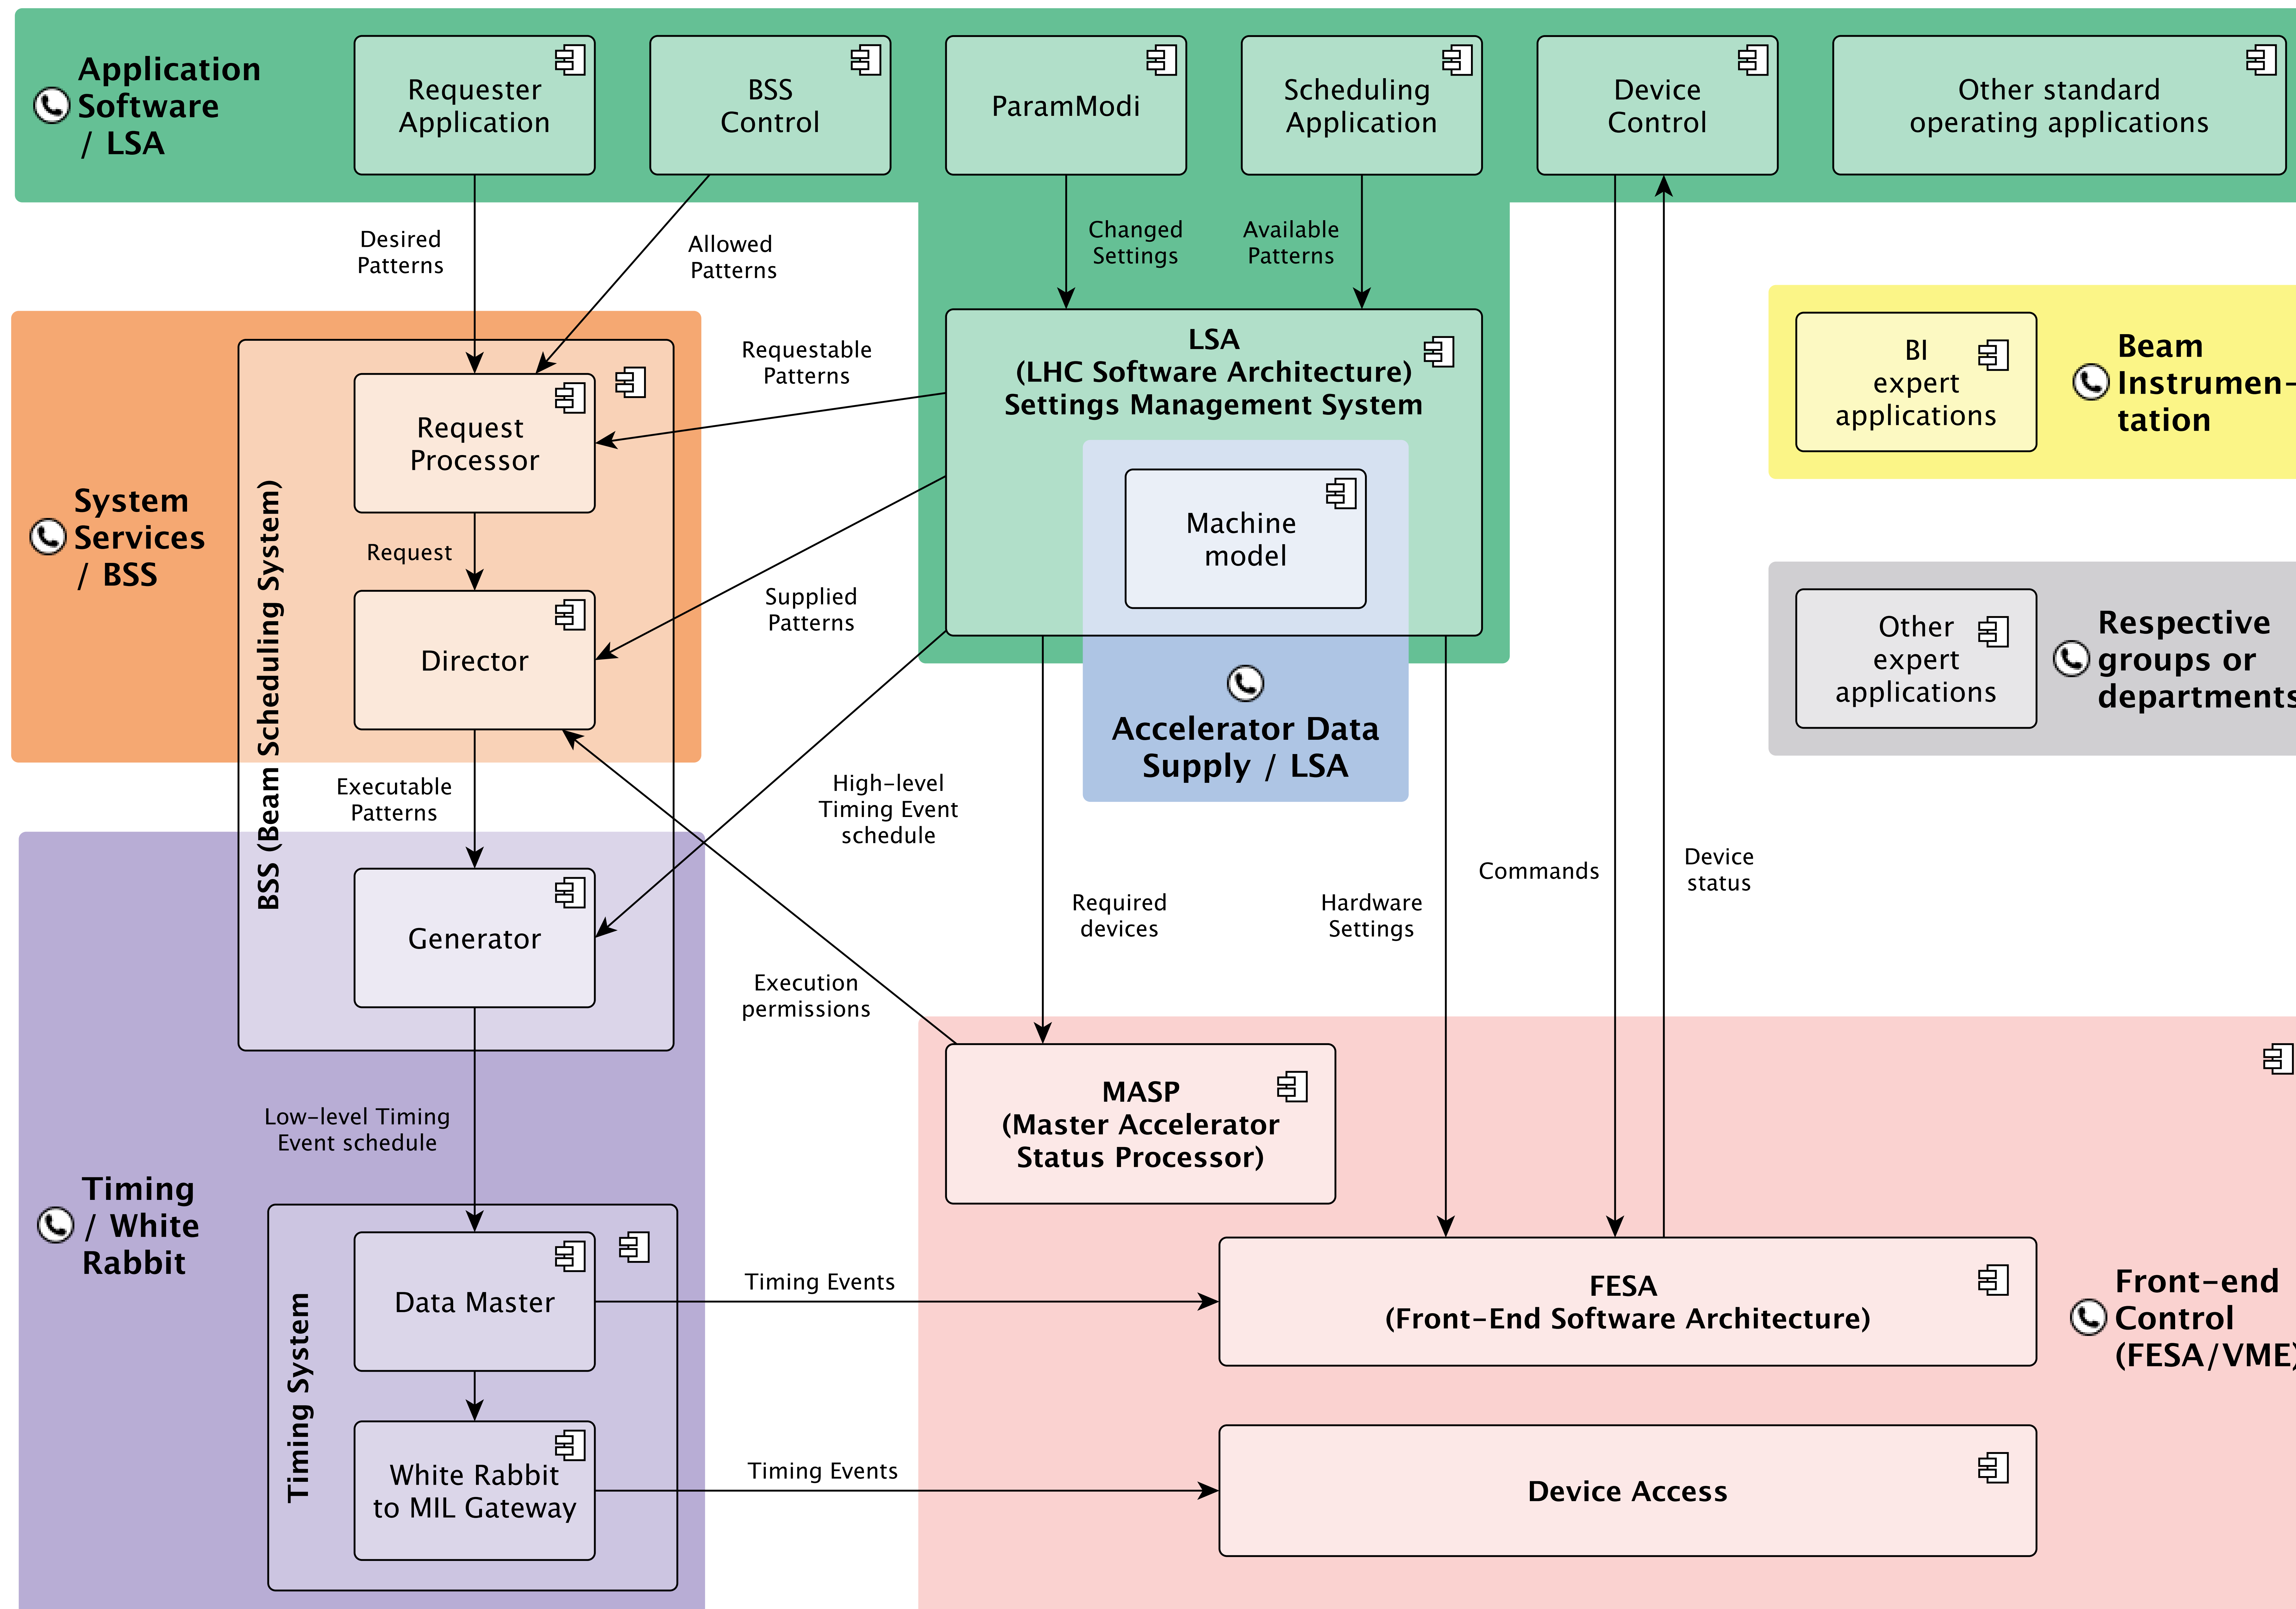 Application
Software
/ LSA
Requester
Application
BSS
Control
ParamModi
Scheduling
Application
Device
Control
Other standard
operating applications
Desired
Patterns
Allowed
Patterns
Changed
Settings
Available
Patterns
System
Services
/ BSS
BSS (Beam Scheduling System)
Request
Processor
Request
Director
Executable
Patterns
Requestable
Patterns
Supplied
Patterns
High-level
Timing Event
schedule
Execution
permissions
LSA
(LHC Software Architecture)
Settings Management System
Machine
model
Accelerator Data
Supply / LSA
BI
expert
applications
Beam
Instrumen-
tation
Other
expert
applications
Respective
groups or
departments
Required
devices
Hardware
Settings
Commands
Device
status
Timing
/ White
Rabbit
Generator
Low-level Timing
Event schedule
Timing System
Data Master
White Rabbit
to MIL Gateway
Timing Events
Timing Events
MASP
(Master Accelerator
Status Processor)
FESA
(Front-End Software Architecture)
Device Access
Front-end
Control
(FESA/VME)